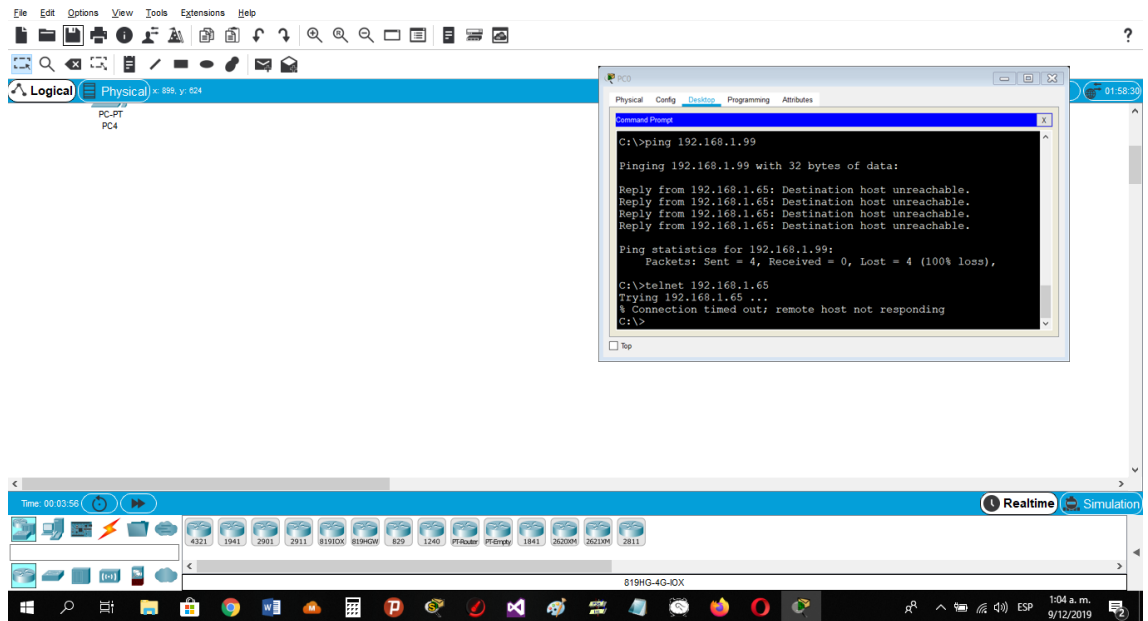 File Edit Options View Tools Extensions Help
?
Logical Physical x: 899, y: 624
01:58:30
PC-PT
PC4
PC0
Physical Config Desktop Programming Attributes
Command Prompt X
C:\>ping 192.168.1.99
Pinging 192.168.1.99 with 32 bytes of data:
Reply from 192.168.1.65: Destination host unreachable.
Reply from 192.168.1.65: Destination host unreachable.
Reply from 192.168.1.65: Destination host unreachable.
Reply from 192.168.1.65: Destination host unreachable.
Ping statistics for 192.168.1.99:
Packets: Sent = 4, Received = 0, Lost = 4 (100% loss),
C:\>telnet 192.168.1.65
Trying 192.168.1.65 ...
% Connection timed out; remote host not responding
C:\>
Top
Time: 00:03:56
Realtime Simulation
4321 1941 2901 2911 819IOX 819HGW 829 1240 PT-Router PT-Empty 1841 2620XM 2621XM 2811
819HG-4G-IOX
ESP
1:04 a. m.
9/12/2019
2